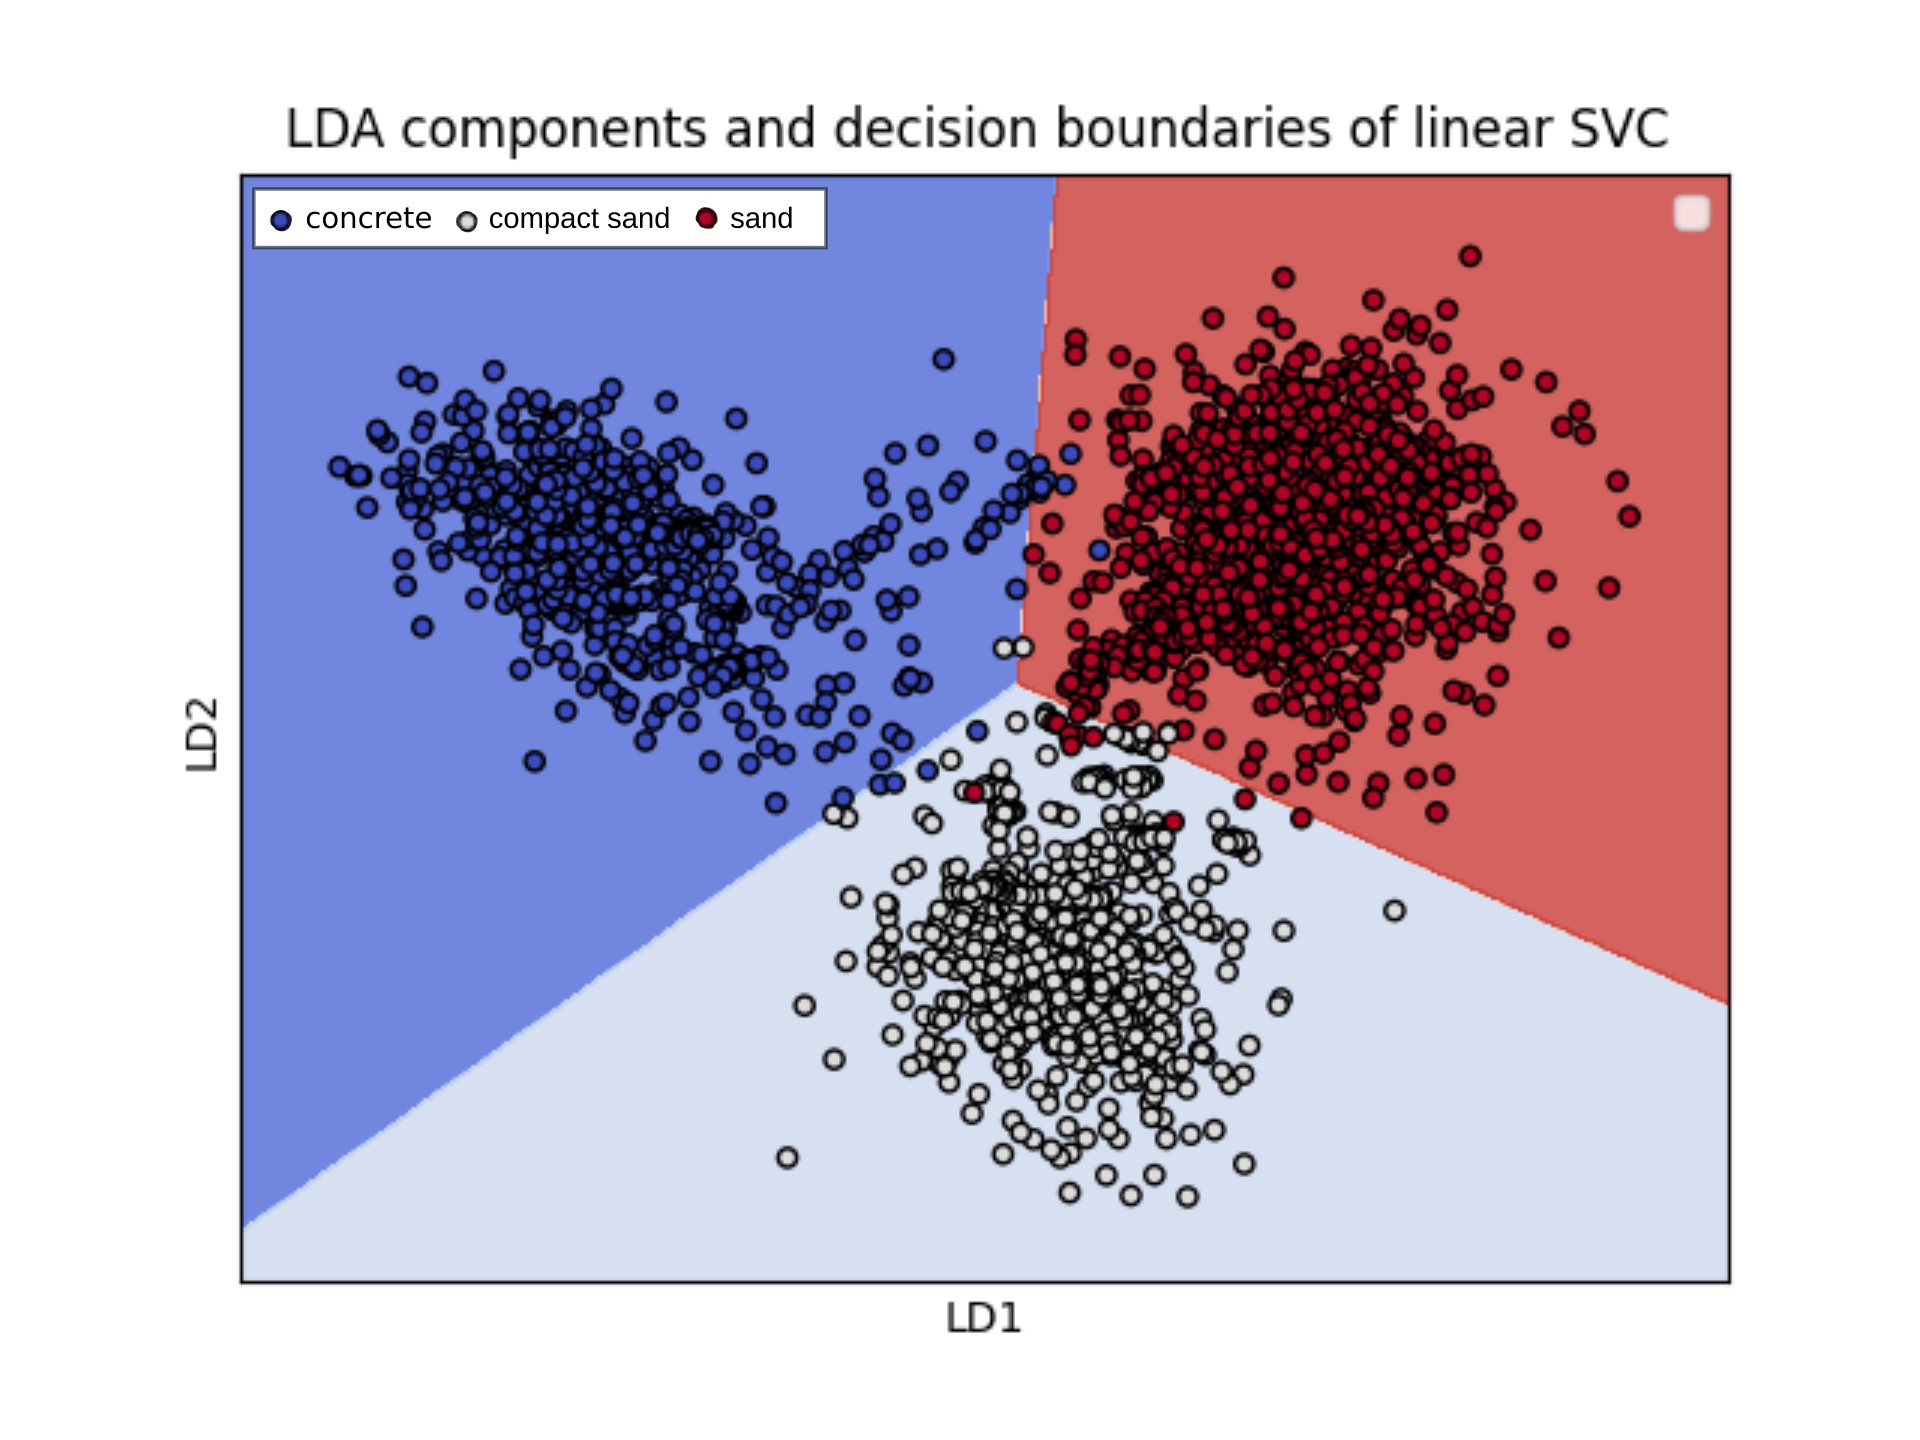 LDA components and decision boundaries of linear SVC
concrete compact sand sand
LD2
LD1